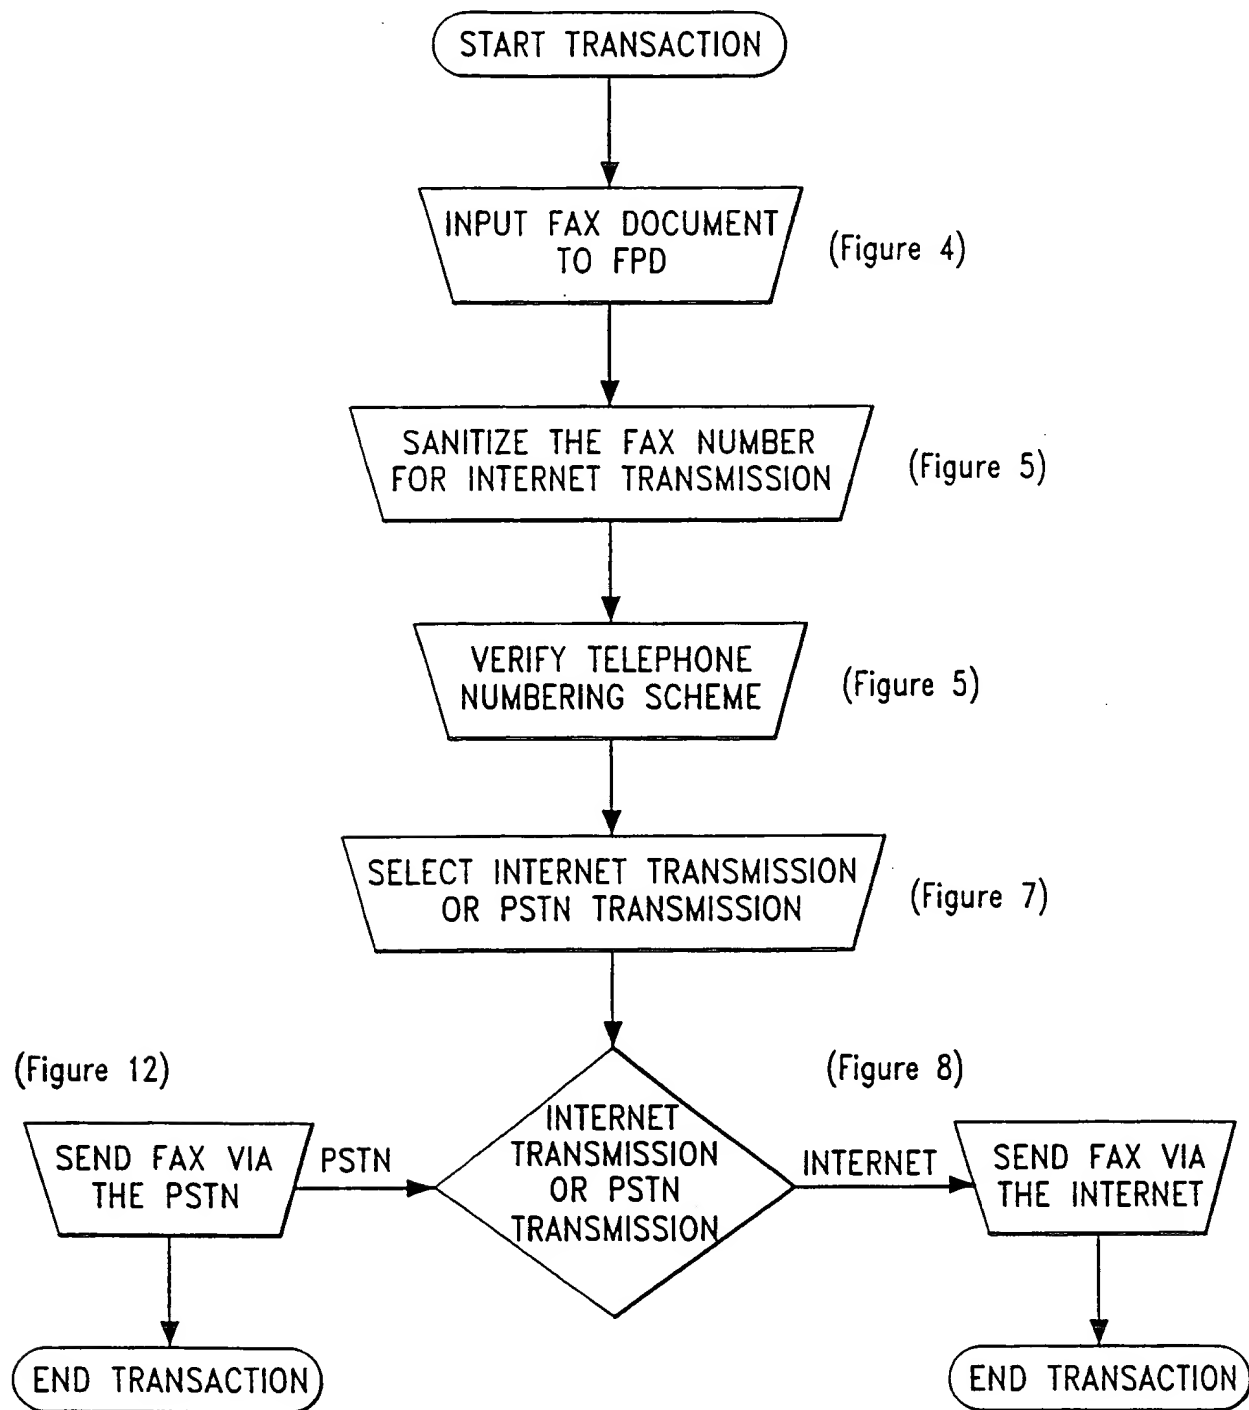 START TRANSACTION
INPUT FAX DOCUMENT
TO FPD
(Figure 4)
SANITIZE THE FAX NUMBER
FOR INTERNET TRANSMISSION
(Figure 5)
VERIFY TELEPHONE
NUMBERING SCHEME
(Figure 5)
SELECT INTERNET TRANSMISSION
OR PSTN TRANSMISSION
(Figure 7)
(Figure 12)
SEND FAX VIA
THE PSTN
PSTN
INTERNET
TRANSMISSION
OR PSTN
TRANSMISSION
INTERNET
(Figure 8)
SEND FAX VIA
THE INTERNET
END TRANSACTION
END TRANSACTION